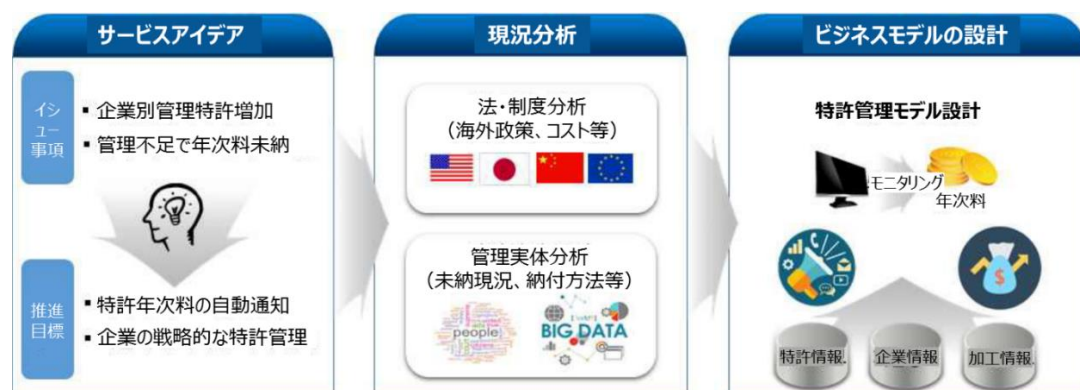 サービスアイデア
イシ
ュー
事項
▪ 企業別管理特許増加
▪ 管理不足で年次料未納
推進
目標
▪ 特許年次料の自動通知
▪ 企業の戦略的な特許管理
現況分析
法・制度分析
（海外政策、コスト等）
管理実体分析
（未納現況、納付方法等）
people
BIG DATA
ビジネスモデルの設計
特許管理モデル設計
モニタリング
年次料
$
特許情報
企業情報
加工情報